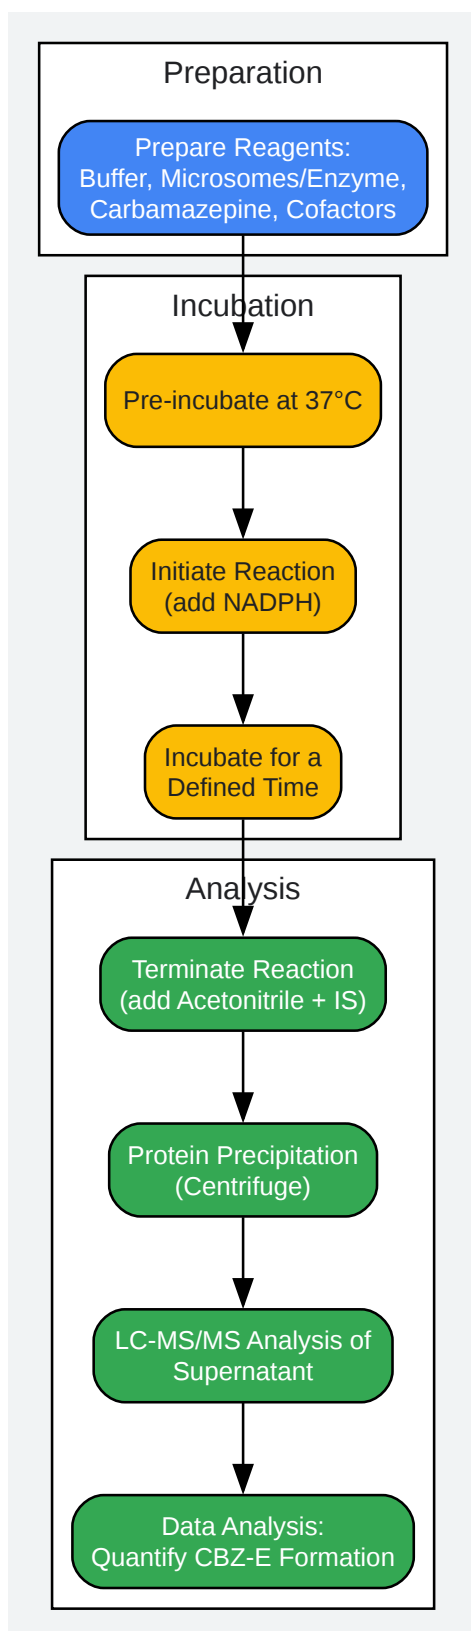 Preparation
Prepare Reagents:
Buffer, Microsomes/Enzyme,
Carbamazepine, Cofactors
Incubation
Pre-incubate at 37°C
Initiate Reaction
(add NADPH)
Incubate for a
Defined Time
Analysis
Terminate Reaction
(add Acetonitrile + IS)
Protein Precipitation
(Centrifuge)
LC-MS/MS Analysis of
Supernatant
Data Analysis:
Quantify CBZ-E Formation